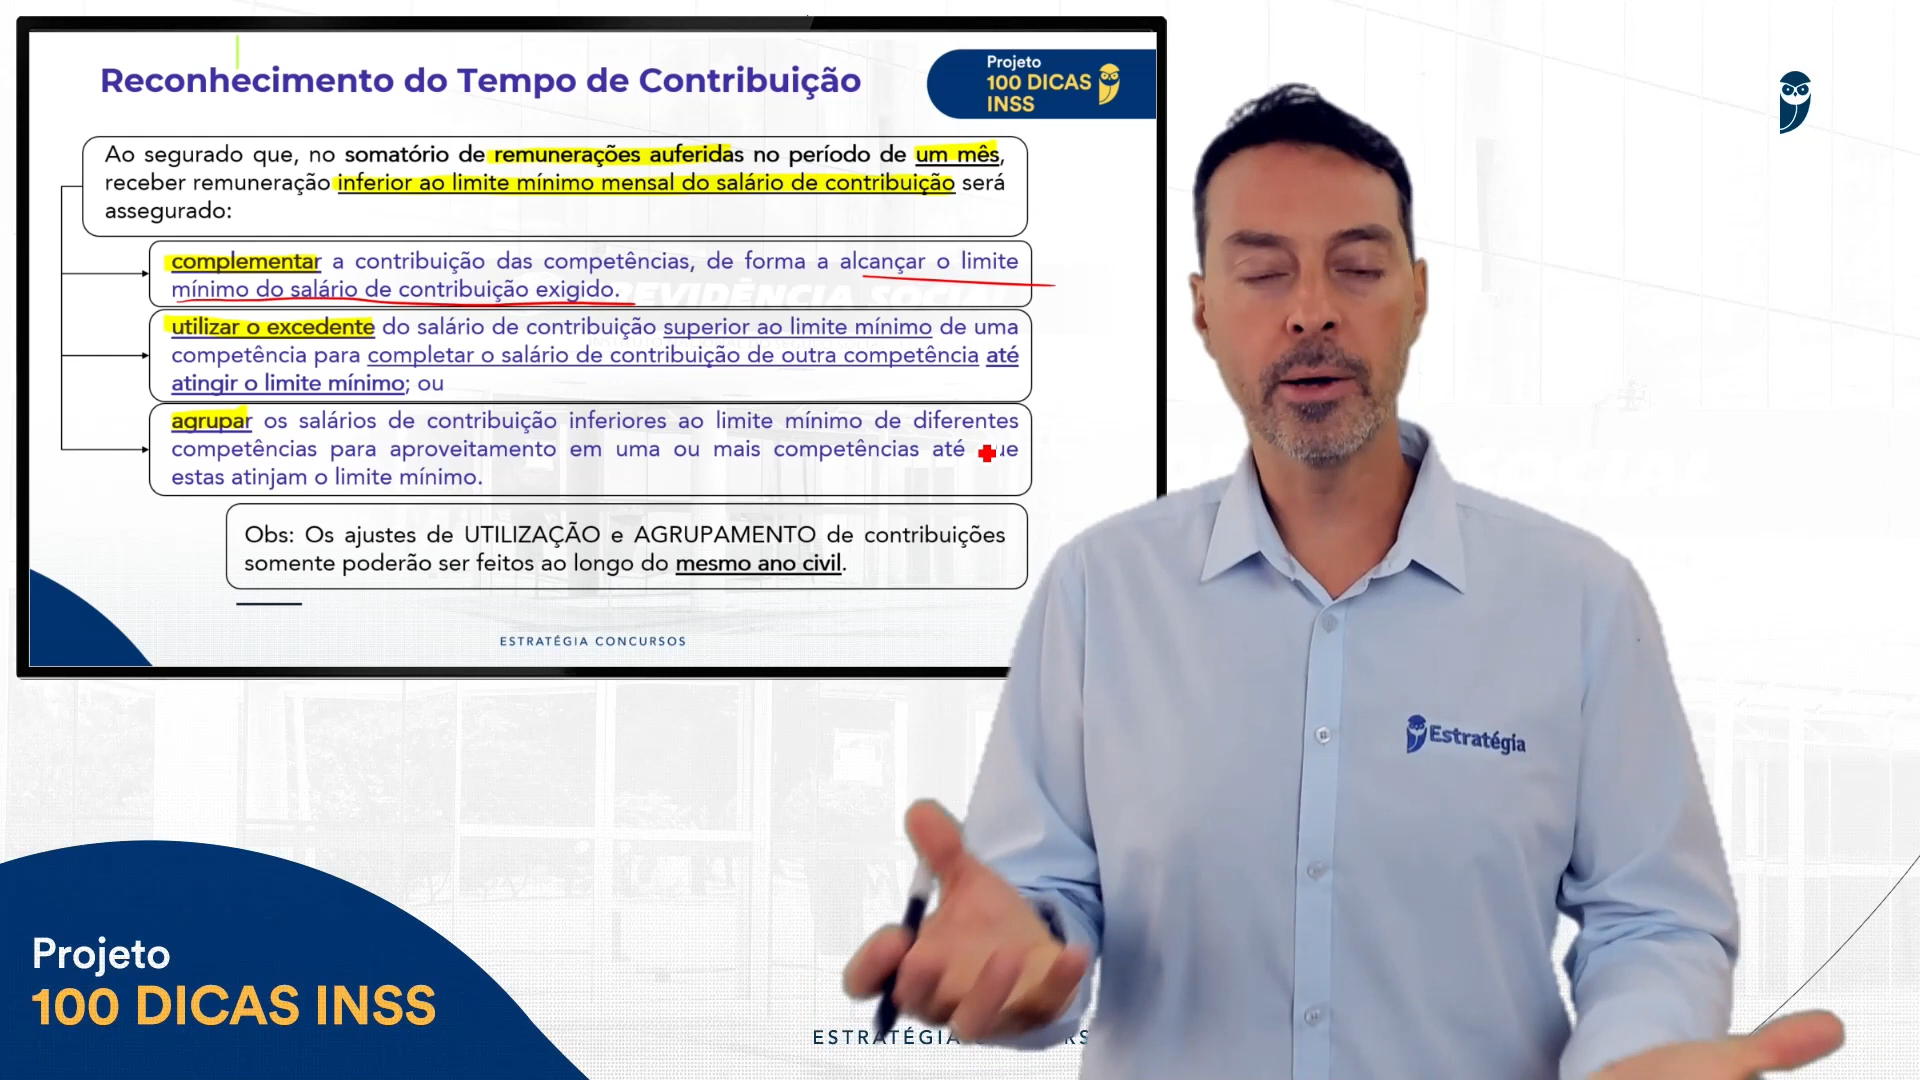 Reconhecimento do Tempo de Contribuição
Projeto
100 DICAS
INSS
Ao segurado que, no somatório de remunerações auferidas no período de um mês,
receber remuneração inferior ao limite mínimo mensal do salário de contribuição será
assegurado:
complementar a contribuição das competências, de forma a alcançar o limite
mínimo do salário de contribuição exigido.
utilizar o excedente do salário de contribuição superior ao limite mínimo de uma
competência para completar o salário de contribuição de outra competência até
atingir o limite mínimo; ou
agrupar os salários de contribuição inferiores ao limite mínimo de diferentes
competências para aproveitamento em uma ou mais competências até
estas atinjam o limite mínimo.
Obs: Os ajustes de UTILIZAÇÃO e AGRUPAMENTO de contribuições
somente poderão ser feitos ao longo do mesmo ano civil.
ESTRATÉGIA CONCURSOS
Estratégia
Projeto
100 DICAS INSS
ESTRATÉGIA